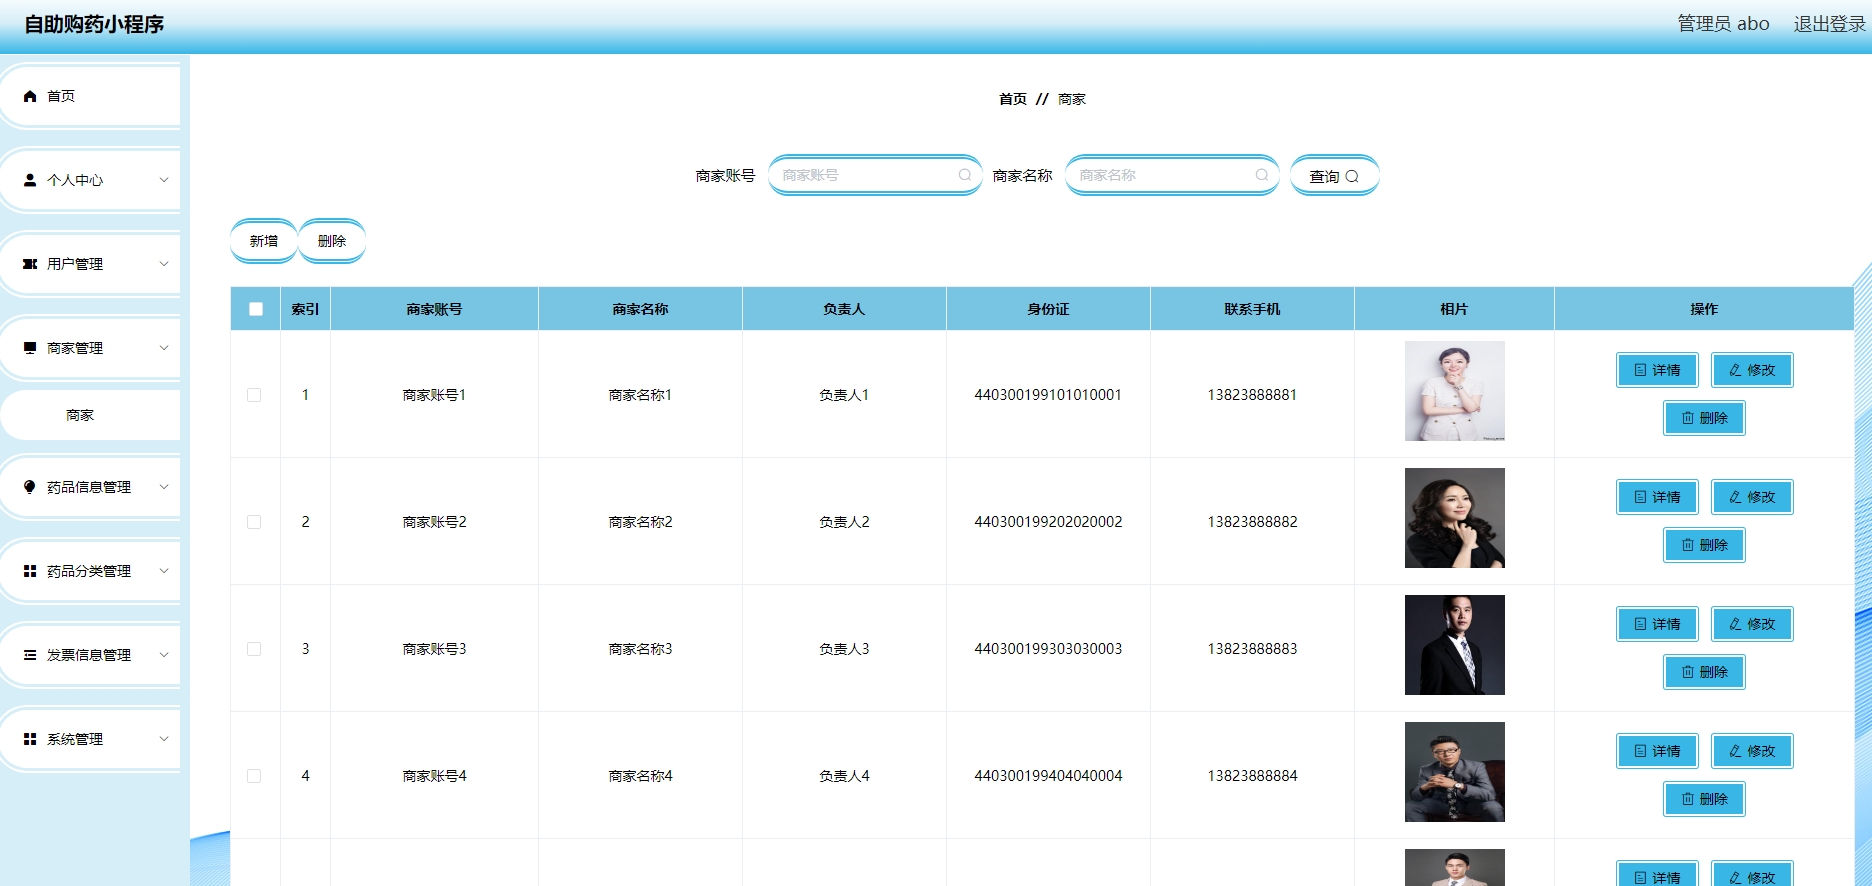 自助购药小程序
管理员 abo 退出登录
首页
个人中心
用户管理
商家管理
商家
药品信息管理
药品分类管理
发票信息管理
系统管理
首页 // 商家
商家账号 商家账号 商家名称 商家名称 查询
新增 删除
索引 商家账号 商家名称 负责人 身份证 联系手机 相片 操作
1 商家账号1 商家名称1 负责人1 440300199101010001 13823888881 详情 修改
删除
2 商家账号2 商家名称2 负责人2 440300199202020002 13823888882 详情 修改
删除
3 商家账号3 商家名称3 负责人3 440300199303030003 13823888883 详情 修改
删除
4 商家账号4 商家名称4 负责人4 440300199404040004 13823888884 详情 修改
删除
详情 修改